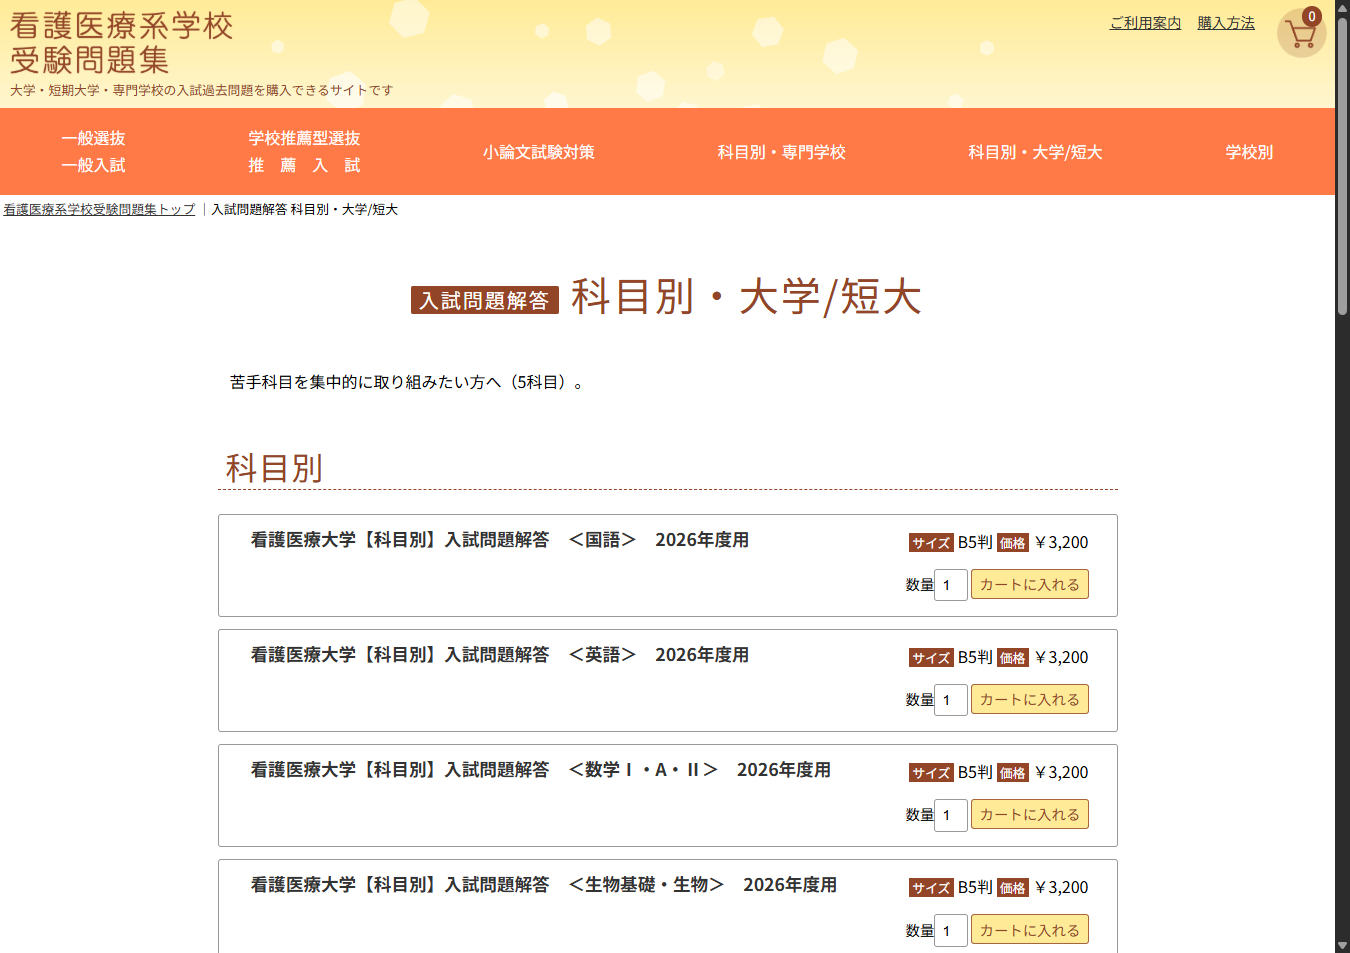 看護医療系学校
受験問題集
大学・短期大学・専門学校の入試過去問題を購入できるサイトです
ご利用案内 購入方法
0
一般選抜
一般入試
学校推薦型選抜
推　薦　入　試
小論文試験対策
科目別・専門学校
科目別・大学/短大
学校別
看護医療系学校受験問題集トップ ｜入試問題解答 科目別・大学/短大
入試問題解答 科目別・大学/短大
苦手科目を集中的に取り組みたい方へ（5科目）。
科目別
看護医療大学【科目別】入試問題解答　＜国語＞　2026年度用
サイズ B5判 価格 ￥3,200
数量 1 カートに入れる
看護医療大学【科目別】入試問題解答　＜英語＞　2026年度用
サイズ B5判 価格 ￥3,200
数量 1 カートに入れる
看護医療大学【科目別】入試問題解答　＜数学Ⅰ・A・Ⅱ＞　2026年度用
サイズ B5判 価格 ￥3,200
数量 1 カートに入れる
看護医療大学【科目別】入試問題解答　＜生物基礎・生物＞　2026年度用
サイズ B5判 価格 ￥3,200
数量 1 カートに入れる